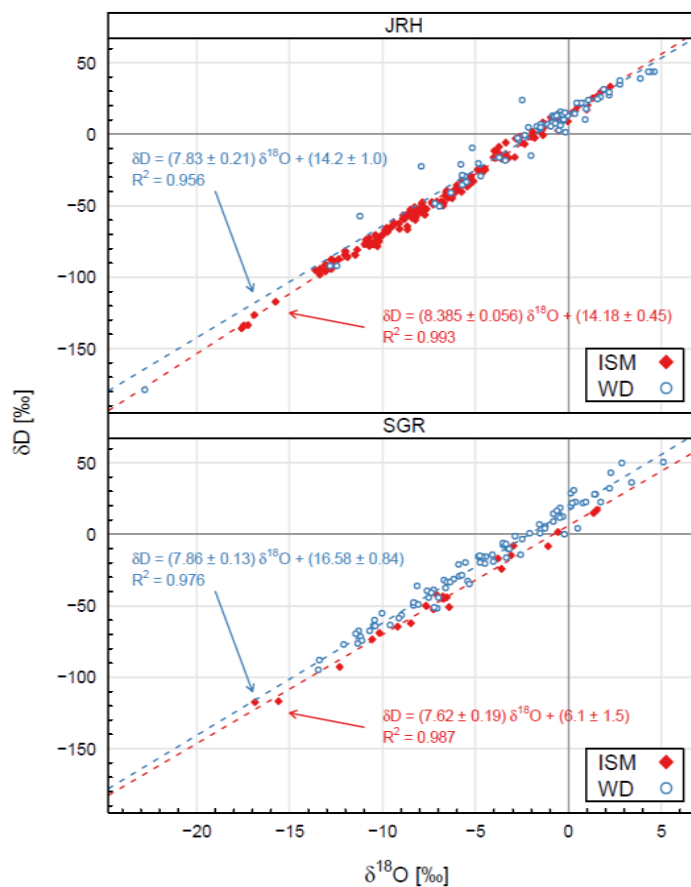 JRH
50
0
−50
−100
−150
δD = (7.83 ± 0.21) δ¹⁸O + (14.2 ± 1.0)
R² = 0.956
δD = (8.385 ± 0.056) δ¹⁸O + (14.18 ± 0.45)
R² = 0.993
ISM
WD
δD [‰]
SGR
50
0
−50
−100
−150
δD = (7.86 ± 0.13) δ¹⁸O + (16.58 ± 0.84)
R² = 0.976
δD = (7.62 ± 0.19) δ¹⁸O + (6.1 ± 1.5)
R² = 0.987
ISM
WD
−20 −15 −10 −5 0 5
δ¹⁸O [‰]